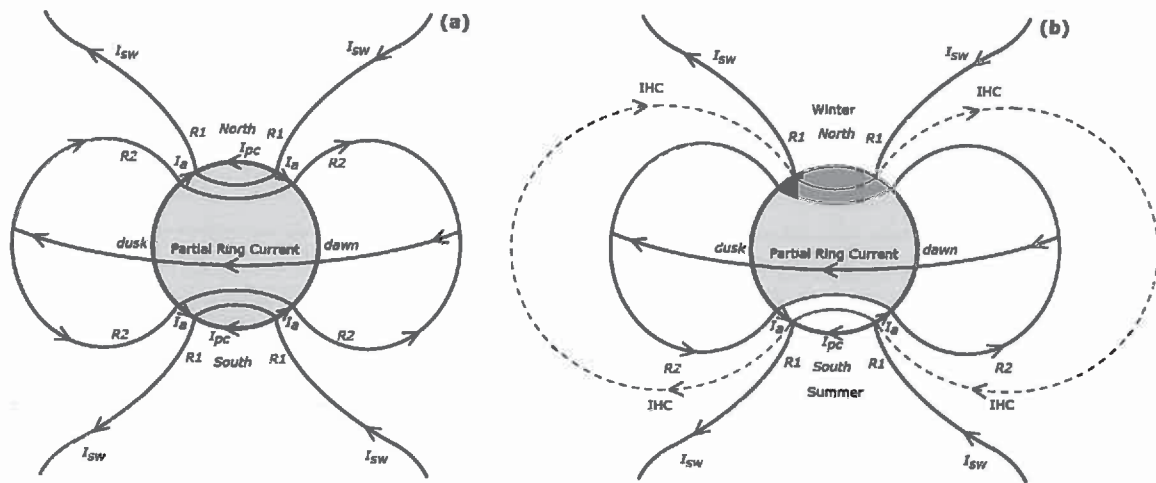 (a)
I_sw
I_sw
R1
North
R1
I_pc
R2
I_a
I_a
R2
dusk
Partial Ring Current
dawn
R2
I_a
I_pc
I_a
R2
R1
South
R1
I_sw
I_sw
(b)
I_sw
I_sw
IHC
IHC
Winter
R1
North
R1
dusk
Partial Ring Current
dawn
I_a
I_pc
I_a
R2
R1
South
R1
R2
IHC
Summer
IHC
I_sw
I_sw